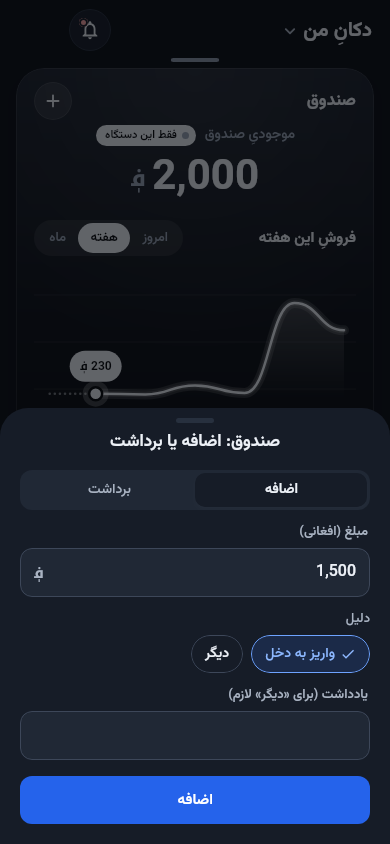 دکانِ من
صندوق
موجودیِ صندوق
فقط این دستگاه
2,000 ؋
فروشِ این هفته
امروز
هفته
ماه
230 ؋
صندوق: اضافه یا برداشت
اضافه
برداشت
مبلغ (افغانی)
1,500
؋
دلیل
واریز به دخل
دیگر
یادداشت (برای «دیگر» لازم)
اضافه